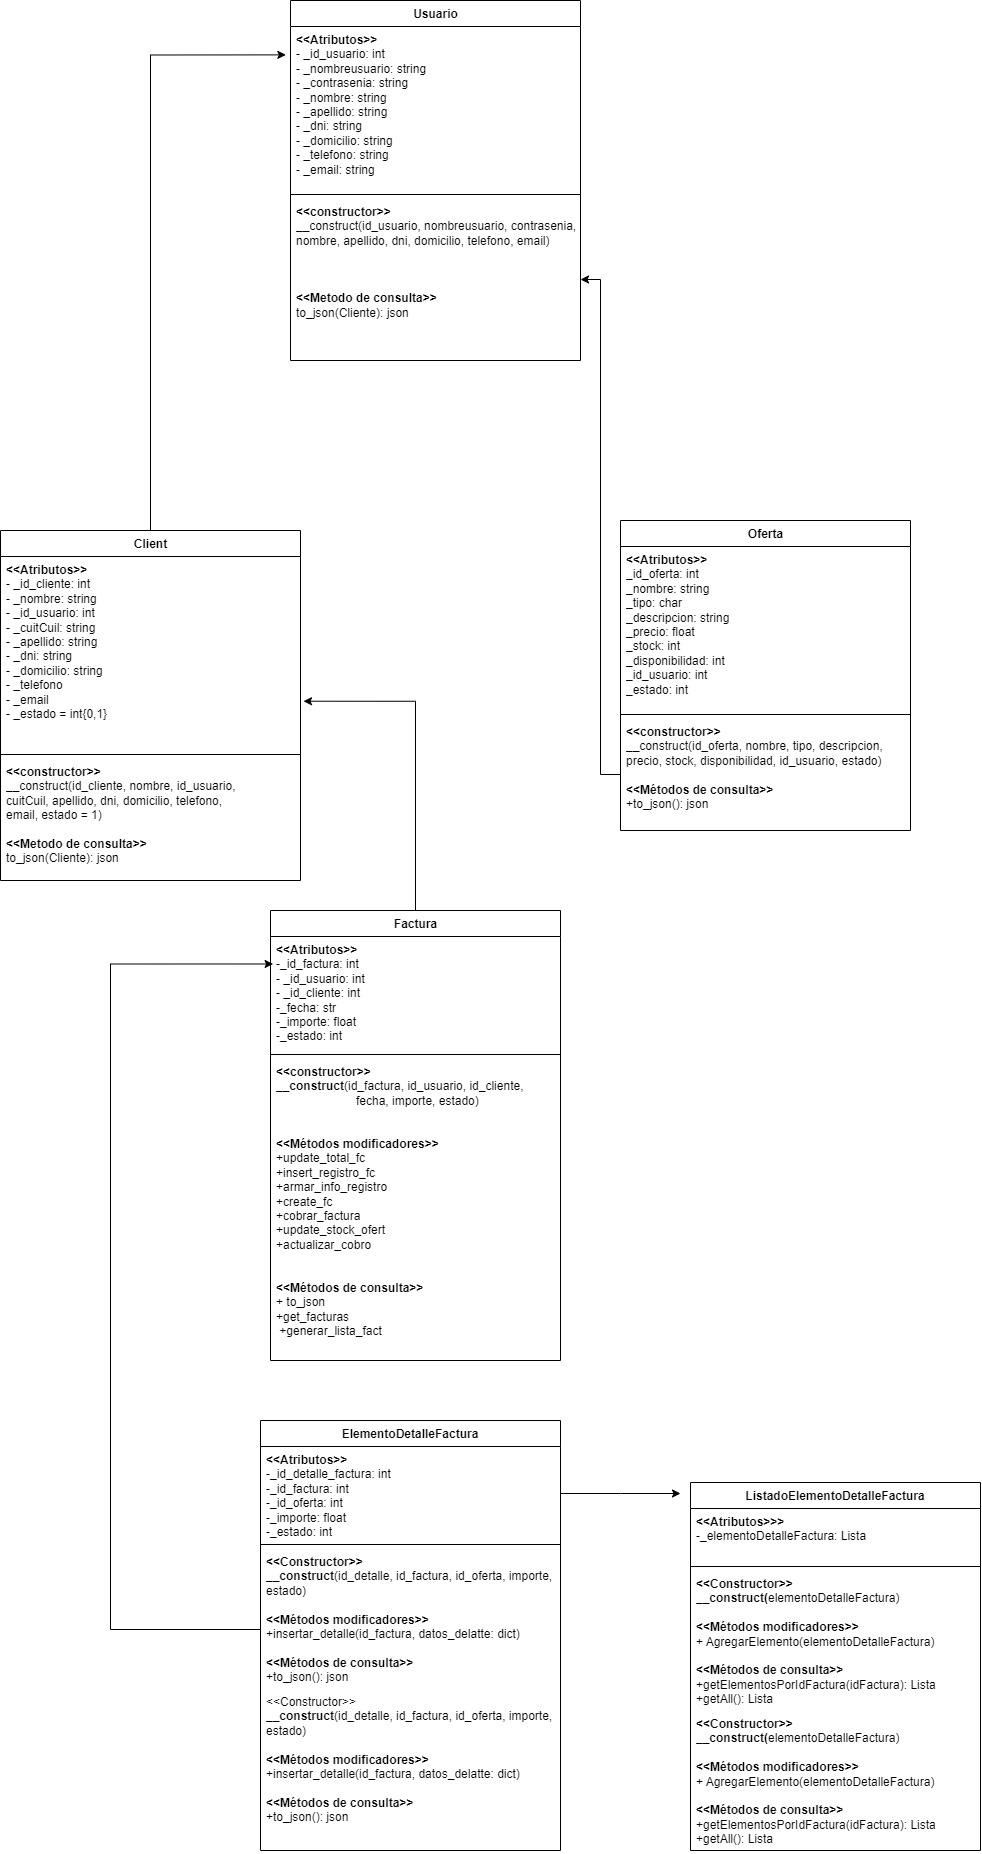 Usuario
<<Atributos>>
- _id_usuario: int
- _nombreusuario: string
- _contrasenia: string
- _nombre: string
- _apellido: string
- _dni: string
- _domicilio: string
- _telefono: string
- _email: string
<<constructor>>
__construct(id_usuario, nombreusuario, contrasenia,
nombre, apellido, dni, domicilio, telefono, email)
<<Metodo de consulta>>
to_json(Cliente): json
Client
<<Atributos>>
- _id_cliente: int
- _nombre: string
- _id_usuario: int
- _cuitCuil: string
- _apellido: string
- _dni: string
- _domicilio: string
- _telefono
- _email
- _estado = int{0,1}
<<constructor>>
__construct(id_cliente, nombre, id_usuario,
cuitCuil, apellido, dni, domicilio, telefono,
email, estado = 1)
<<Metodo de consulta>>
to_json(Cliente): json
Oferta
<<Atributos>>
_id_oferta: int
_nombre: string
_tipo: char
_descripcion: string
_precio: float
_stock: int
_disponibilidad: int
_id_usuario: int
_estado: int
<<constructor>>
__construct(id_oferta, nombre, tipo, descripcion,
precio, stock, disponibilidad, id_usuario, estado)
<<Métodos de consulta>>
+to_json(): json
Factura
<<Atributos>>
-_id_factura: int
- _id_usuario: int
- _id_cliente: int
-_fecha: str
-_importe: float
-_estado: int
<<constructor>>
__construct(id_factura, id_usuario, id_cliente,
fecha, importe, estado)
<<Métodos modificadores>>
+update_total_fc
+insert_registro_fc
+armar_info_registro
+create_fc
+cobrar_factura
+update_stock_ofert
+actualizar_cobro
<<Métodos de consulta>>
+ to_json
+get_facturas
+generar_lista_fact
ElementoDetalleFactura
<<Atributos>>
-_id_detalle_factura: int
-_id_factura: int
-_id_oferta: int
-_importe: float
-_estado: int
<<Constructor>>
__construct(id_detalle, id_factura, id_oferta, importe,
estado)
<<Métodos modificadores>>
+insertar_detalle(id_factura, datos_delatte: dict)
<<Métodos de consulta>>
+to_json(): json
<<Constructor>>
__construct(id_detalle, id_factura, id_oferta, importe,
estado)
<<Métodos modificadores>>
+insertar_detalle(id_factura, datos_delatte: dict)
<<Métodos de consulta>>
+to_json(): json
ListadoElementoDetalleFactura
<<Atributos>>>
-_elementoDetalleFactura: Lista
<<Constructor>>
__construct(elementoDetalleFactura)
<<Métodos modificadores>>
+ AgregarElemento(elementoDetalleFactura)
<<Métodos de consulta>>
+getElementosPorIdFactura(idFactura): Lista
+getAll(): Lista
<<Constructor>>
__construct(elementoDetalleFactura)
<<Métodos modificadores>>
+ AgregarElemento(elementoDetalleFactura)
<<Métodos de consulta>>
+getElementosPorIdFactura(idFactura): Lista
+getAll(): Lista